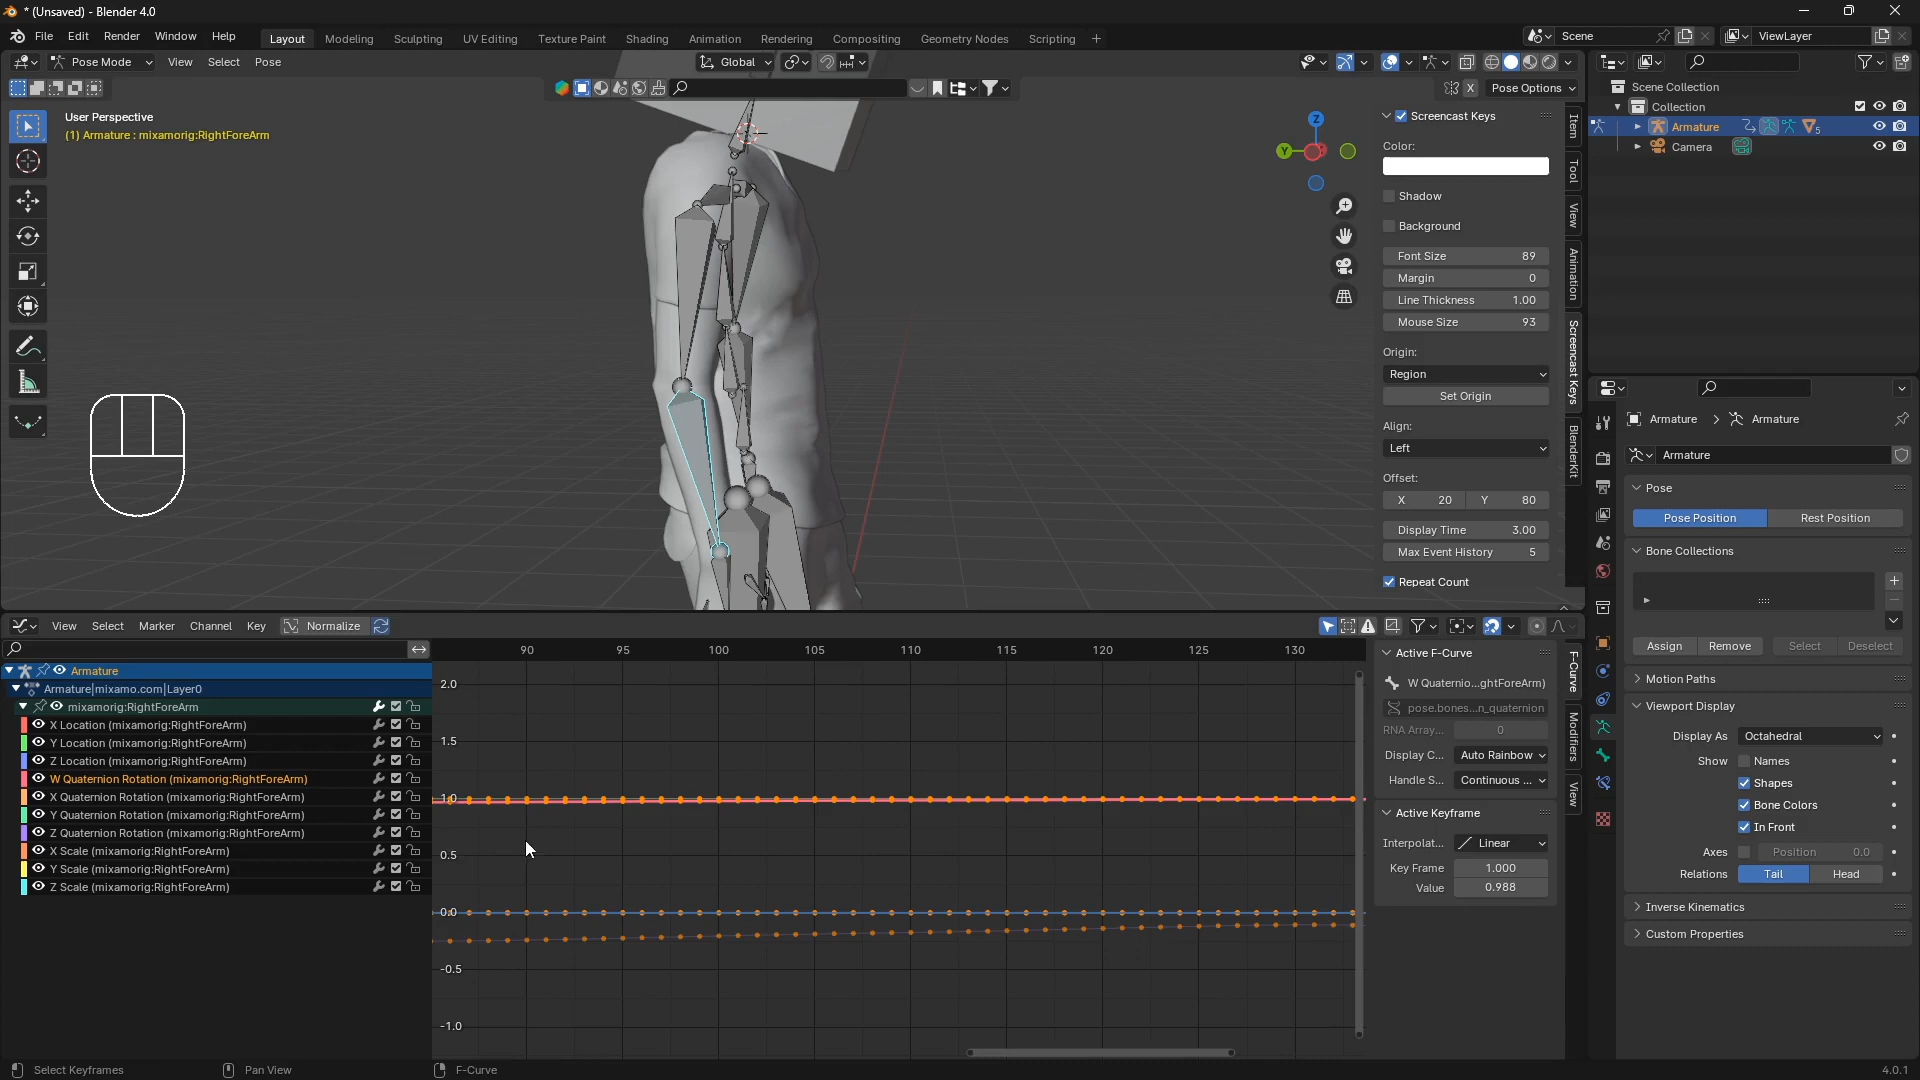 * (Unsaved) - Blender 4.0
File Edit Render Window Help
Layout Modeling Sculpting UV Editing Texture Paint Shading Animation Rendering Compositing Geometry Nodes Scripting +
Scene
ViewLayer
Pose Mode View Select Pose
Global
X Pose Options
User Perspective
(1) Armature : mixamorig:RightForeArm
Z
Y
Screencast Keys
Color:
Shadow
Background
Font Size 89
Margin 0
Line Thickness 1.00
Mouse Size 93
Origin:
Region
Set Origin
Align:
Left
Offset:
X 20 Y 80
Display Time 3.00
Max Event History 5
Repeat Count
Item
Tool
View
Animation
Screencast Keys
BlenderKit
Scene Collection
Collection
Armature 5
Camera
Armature > Armature
Armature
Pose
Pose Position Rest Position
Bone Collections
Assign Remove Select Deselect
Motion Paths
Viewport Display
Display As Octahedral
Show Names
Shapes
Bone Colors
In Front
Axes Position 0.0
Relations Tail Head
Inverse Kinematics
Custom Properties
View Select Marker Channel Key Normalize
90 95 100 105 110 115 120 125 130
Armature
Armature|mixamo.com|Layer0
mixamorig:RightForeArm
X Location (mixamorig:RightForeArm)
Y Location (mixamorig:RightForeArm)
Z Location (mixamorig:RightForeArm)
W Quaternion Rotation (mixamorig:RightForeArm)
X Quaternion Rotation (mixamorig:RightForeArm)
Y Quaternion Rotation (mixamorig:RightForeArm)
Z Quaternion Rotation (mixamorig:RightForeArm)
X Scale (mixamorig:RightForeArm)
Y Scale (mixamorig:RightForeArm)
Z Scale (mixamorig:RightForeArm)
2.0
1.5
1.0
0.5
0.0
-0.5
-1.0
Active F-Curve
W Quaternio...ghtForeArm)
pose.bones...n_quaternion
RNA Array... 0
Display C... Auto Rainbow
Handle S... Continuous ...
Active Keyframe
Interpolat... Linear
Key Frame 1.000
Value 0.988
F-Curve
Modifiers
View
Select Keyframes
Pan View
F-Curve
4.0.1